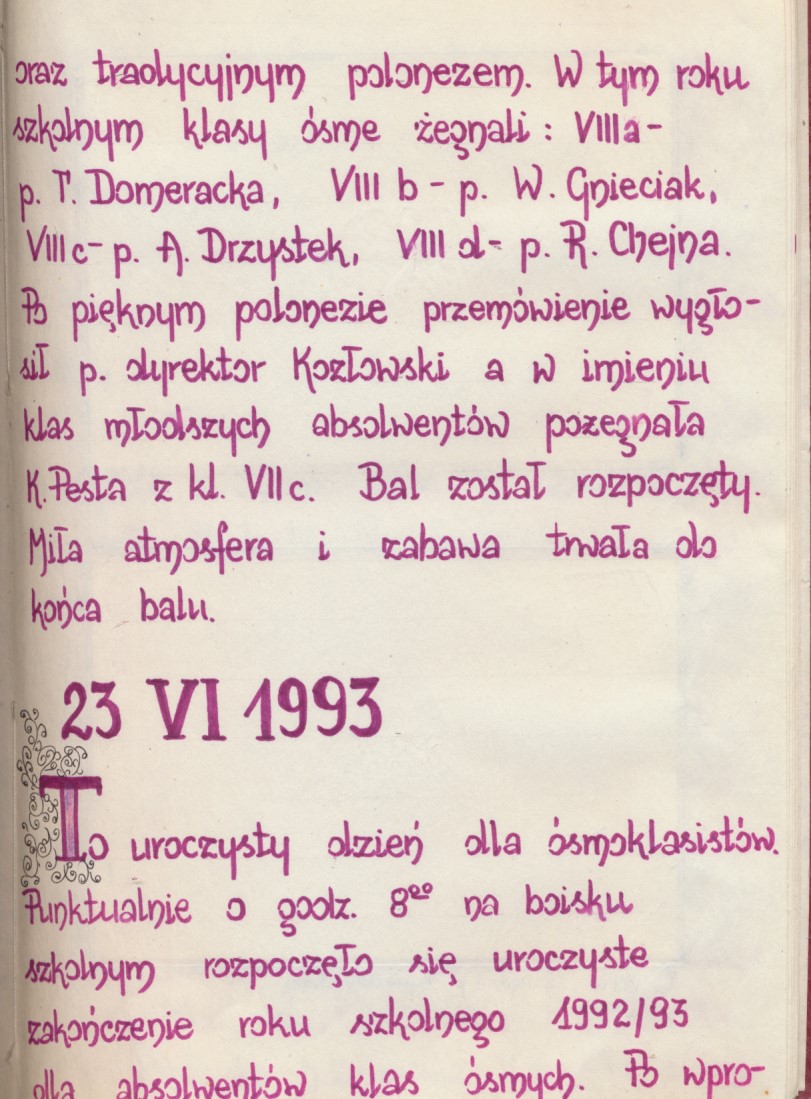 oraz tradycyjnym polonezem. W tym roku
szkolnym klasy ósme żegnali : VIII a-
p. T. Domeracka, VIII b - p. W. Gnieciak,
VIII c - p. A. Drzystek, VIII d - p. R. Chejna.
Po pięknym polonezie przemówienie wygło-
sił p. dyrektor Kozłowski a w imieniu
klas młodszych absolwentów pożegnała
K. Pesta z kl. VII c. Bal został rozpoczęty.
Miła atmosfera i zabawa trwała do
końca balu.
23 VI 1993
To uroczysty dzień dla ósmoklasistów.
Punktualnie o godz. 8⁰⁰ na boisku
szkolnym rozpoczęło się uroczyste
zakończenie roku szkolnego 1992/93
dla absolwentów klas ósmych. Po wpro-